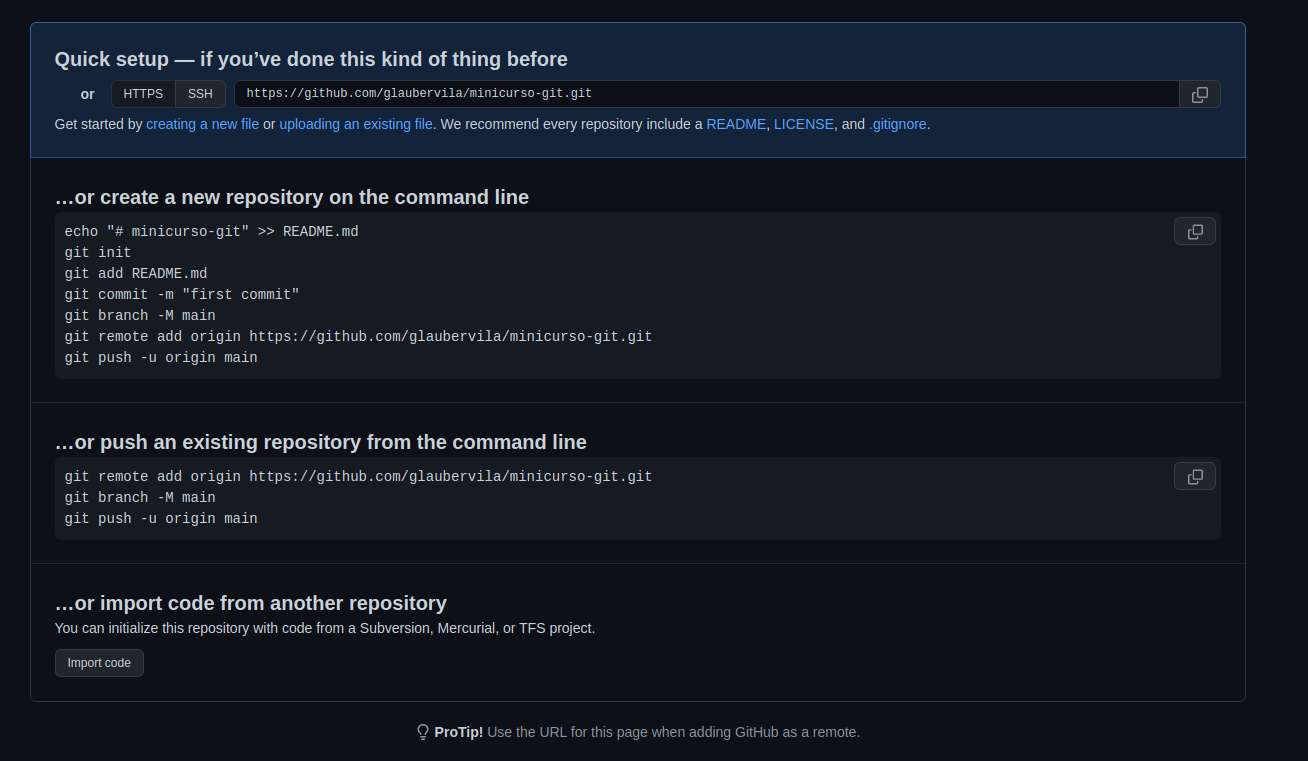 Quick setup — if you’ve done this kind of thing before
or HTTPS SSH https://github.com/glaubervila/minicurso-git.git
Get started by creating a new file or uploading an existing file. We recommend every repository include a README, LICENSE, and .gitignore.
…or create a new repository on the command line
echo "# minicurso-git" >> README.md
git init
git add README.md
git commit -m "first commit"
git branch -M main
git remote add origin https://github.com/glaubervila/minicurso-git.git
git push -u origin main
…or push an existing repository from the command line
git remote add origin https://github.com/glaubervila/minicurso-git.git
git branch -M main
git push -u origin main
…or import code from another repository
You can initialize this repository with code from a Subversion, Mercurial, or TFS project.
Import code
ProTip! Use the URL for this page when adding GitHub as a remote.